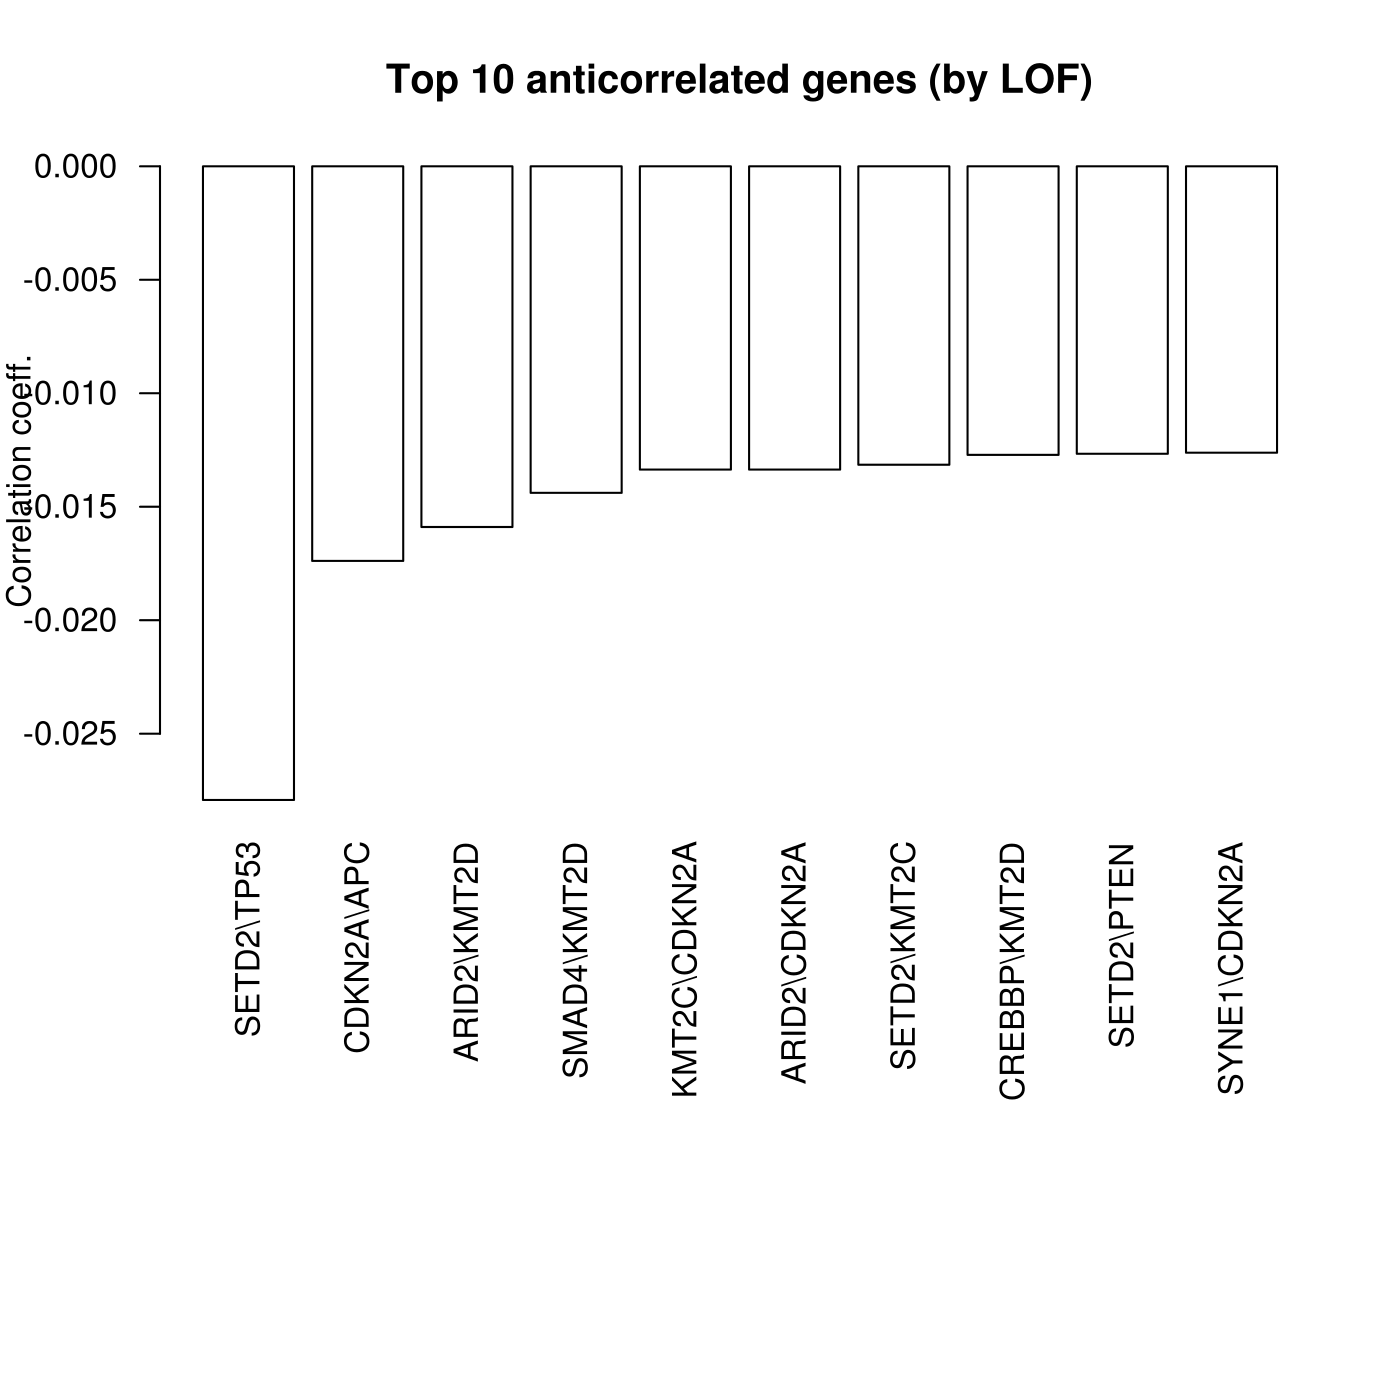 Top 10 anticorrelated genes (by LOF)
0.000
-0.005
-0.010
-0.015
-0.020
-0.025
Correlation coeff.
SETD2\TP53
CDKN2A\APC
ARID2\KMT2D
SMAD4\KMT2D
KMT2C\CDKN2A
ARID2\CDKN2A
SETD2\KMT2C
CREBBP\KMT2D
SETD2\PTEN
SYNE1\CDKN2A